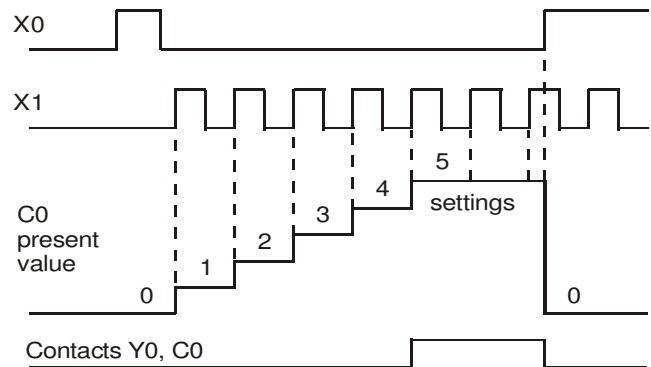 X0
X1
5
4
settings
3
C0
present
value
2
1
0
0
Contacts Y0, C0